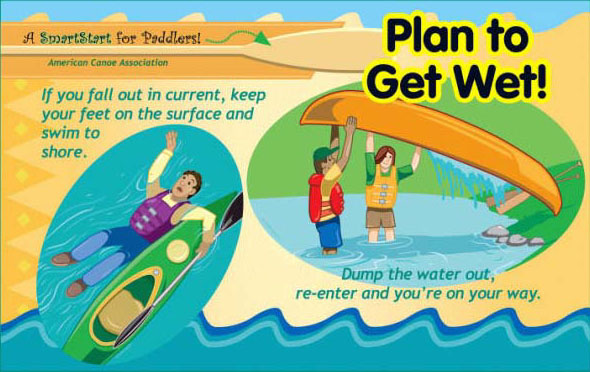 A SmartStart for Paddlers!
American Canoe Association
Plan to
Get Wet!
If you fall out in current, keep
your feet on the surface and
swim to
shore.
Dump the water out,
re-enter and you're on your way.